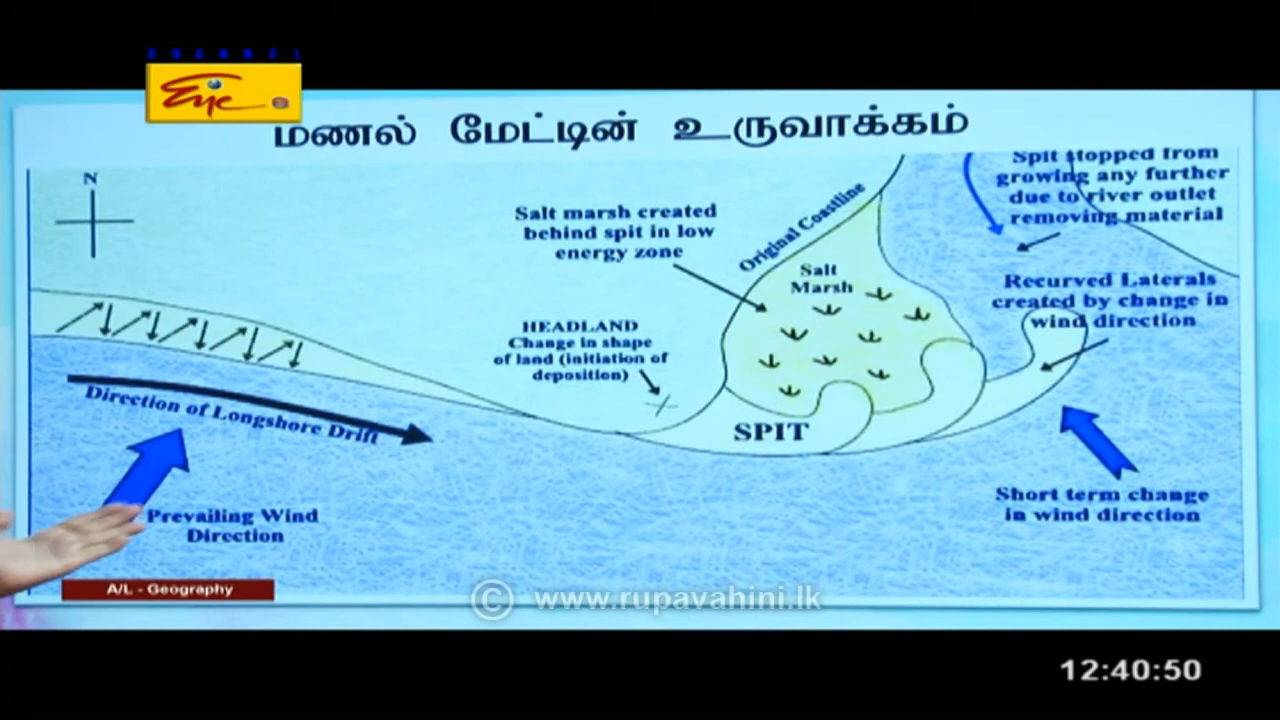 CHANNEL
Eye
மணல் மேட்டின் உருவாக்கம்
N
Salt marsh created
behind spit in low
energy zone
Original Coastline
Spit stopped from
growing any further
due to river outlet
removing material
Salt
Marsh
Recurved Laterals
created by change in
wind direction
HEADLAND
Change in shape
of land (initiation of
deposition)
Direction of Longshore Drift
SPIT
Prevailing Wind
Direction
Short term change
in wind direction
A/L - Geography
© www.rupavahini.lk
12:40:50